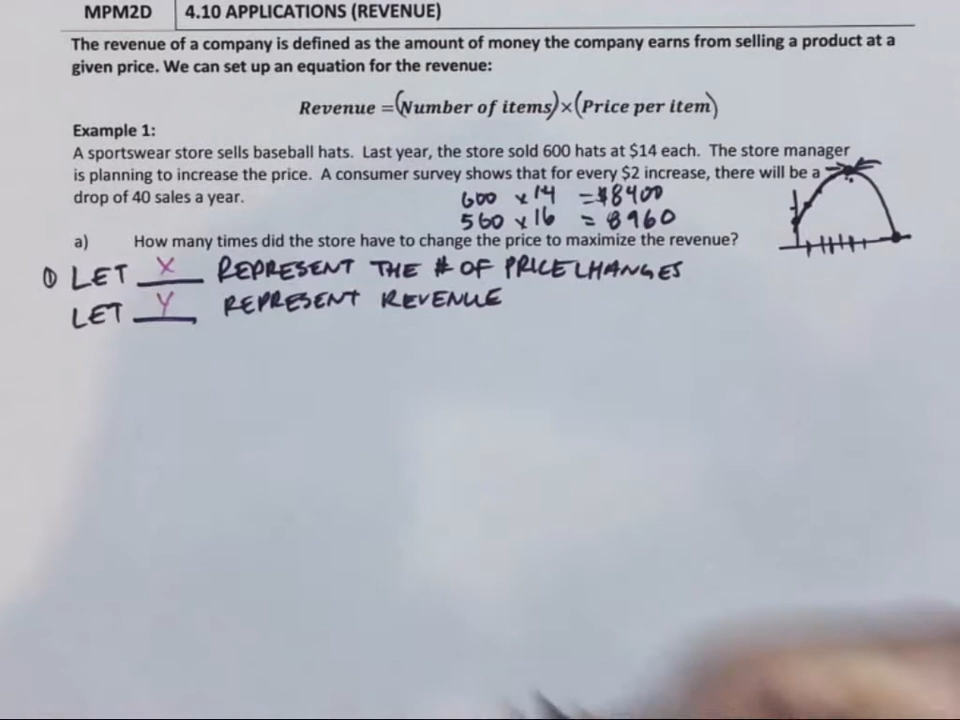 MPM2D 4.10 APPLICATIONS (REVENUE)
The revenue of a company is defined as the amount of money the company earns from selling a product at a
given price. We can set up an equation for the revenue:
Revenue =(Number of items)×(Price per item)
Example 1:
A sportswear store sells baseball hats. Last year, the store sold 600 hats at $14 each. The store manager
is planning to increase the price. A consumer survey shows that for every $2 increase, there will be a
drop of 40 sales a year.
600 x 14 = $8400
560 x 16 = 8960
a) How many times did the store have to change the price to maximize the revenue?
① LET X REPRESENT THE # OF PRICE CHANGES
LET Y REPRESENT REVENUE